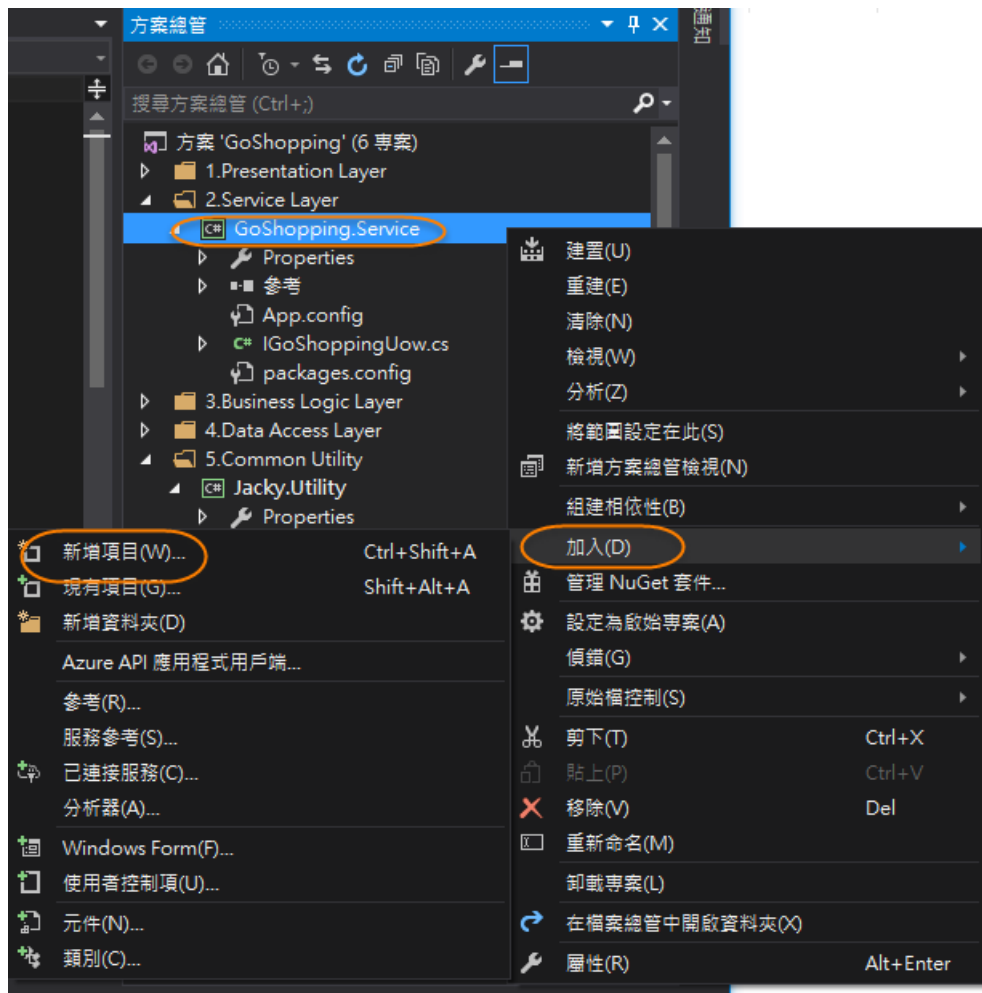 方案總管
通知
搜尋方案總管 (Ctrl+;)
方案 'GoShopping' (6 專案)
1.Presentation Layer
2.Service Layer
C# GoShopping.Service
Properties
參考
App.config
C# IGoShoppingUow.cs
packages.config
3.Business Logic Layer
4.Data Access Layer
5.Common Utility
C# Jacky.Utility
Properties
建置(U)
重建(E)
清除(N)
檢視(W)
分析(Z)
將範圍設定在此(S)
新增方案總管檢視(N)
組建相依性(B)
加入(D)
管理 NuGet 套件...
設定為啟始專案(A)
偵錯(G)
原始檔控制(S)
剪下(T) Ctrl+X
貼上(P) Ctrl+V
移除(V) Del
重新命名(M)
卸載專案(L)
在檔案總管中開啟資料夾(X)
屬性(R) Alt+Enter
新增項目(W)... Ctrl+Shift+A
現有項目(G)... Shift+Alt+A
新增資料夾(D)
Azure API 應用程式用戶端...
參考(R)...
服務參考(S)...
已連接服務(C)...
分析器(A)...
Windows Form(F)...
使用者控制項(U)...
元件(N)...
類別(C)...